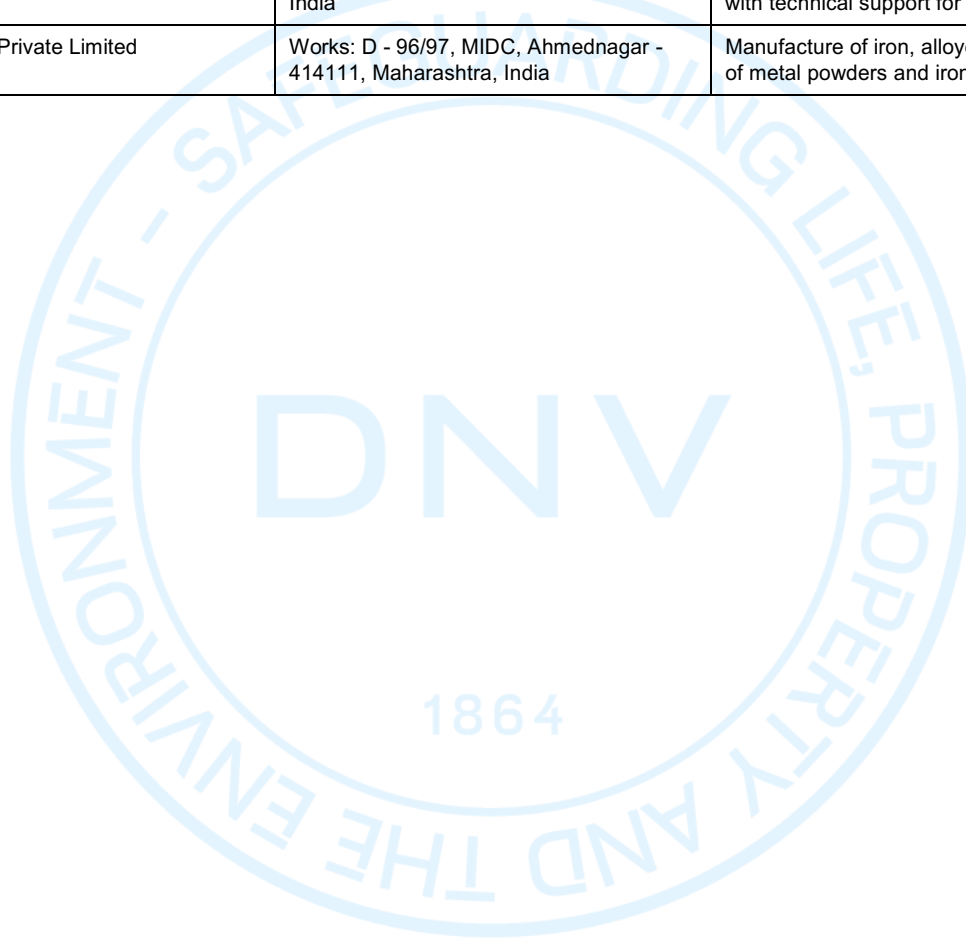 India
with technical support for
Private Limited
Works: D - 96/97, MIDC, Ahmednagar -
414111, Maharashtra, India
Manufacture of iron, alloye
of metal powders and iron
SAFEGUARDING LIFE, PROPERTY AND THE ENVIRONMENT -
DNV
1864